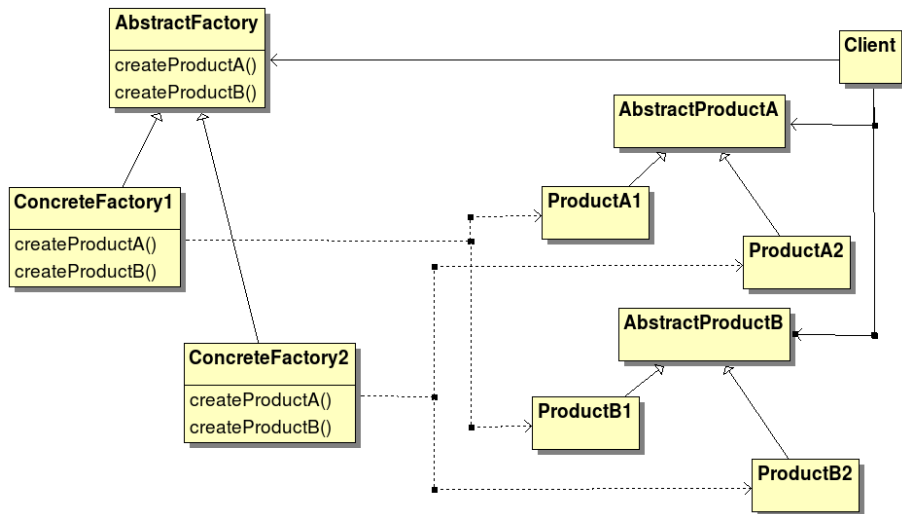 AbstractFactory
createProductA()
createProductB()
Client
AbstractProductA
ConcreteFactory1
createProductA()
createProductB()
ProductA1
ProductA2
AbstractProductB
ConcreteFactory2
createProductA()
createProductB()
ProductB1
ProductB2